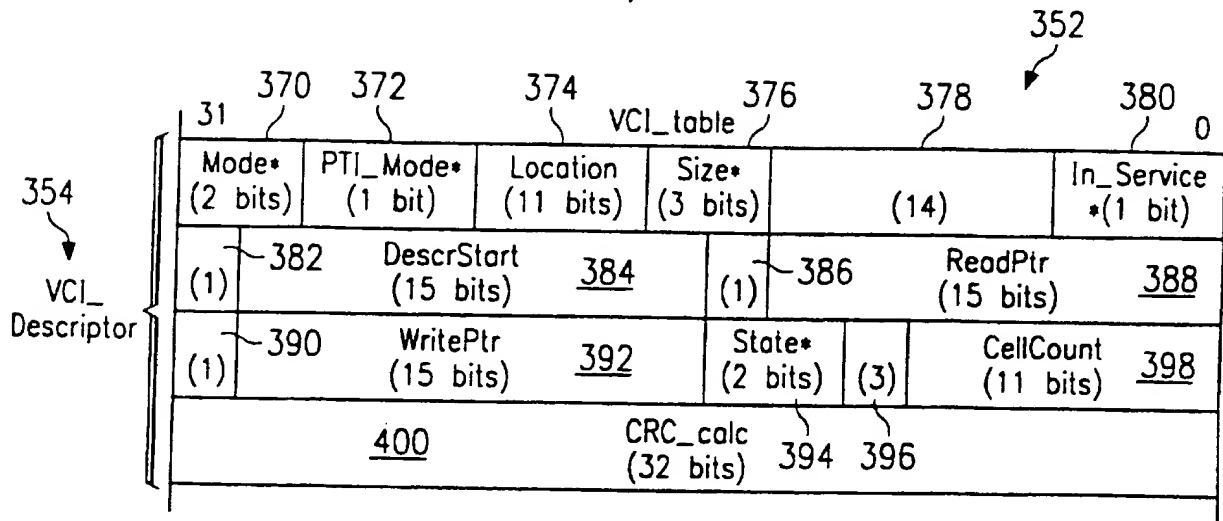 352
370 372 374 376 378 380
31 VCI_table 0
Mode* PTI_Mode* Location Size* In_Service
(2 bits) (1 bit) (11 bits) (3 bits) (14) *(1 bit)
354
382 DescrStart 384 386 ReadPtr 388
(1) (15 bits) (1) (15 bits)
VCI_
Descriptor
390 WritePtr 392 State* CellCount 398
(1) (15 bits) (2 bits) (3) (11 bits)
400 CRC_calc 394 396
(32 bits)